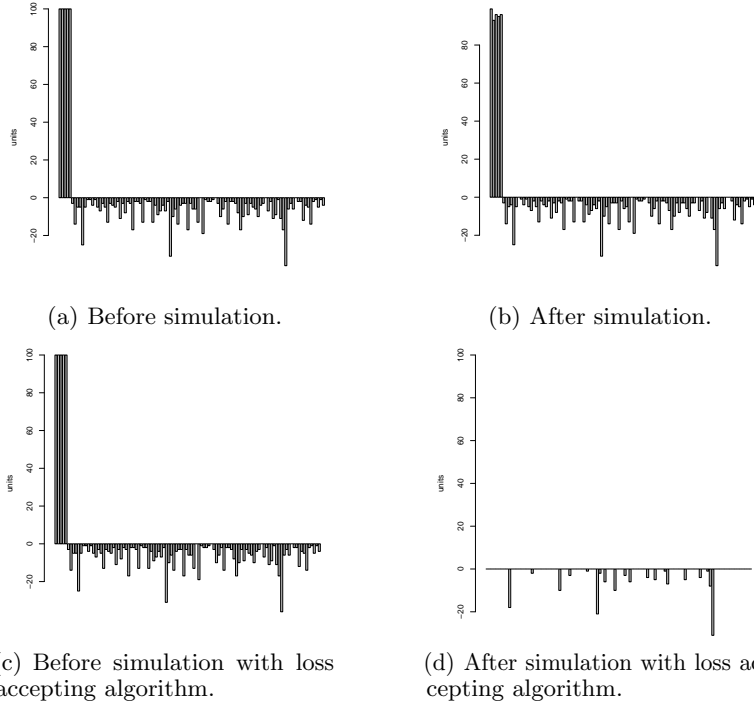 100
80
60
40
20
0
−20
units
(a) Before simulation.
80
60
40
20
0
−20
units
(b) After simulation.
100
80
60
40
20
0
−20
units
(c) Before simulation with loss
accepting algorithm.
100
80
60
40
20
0
−20
units
(d) After simulation with loss ac
cepting algorithm.